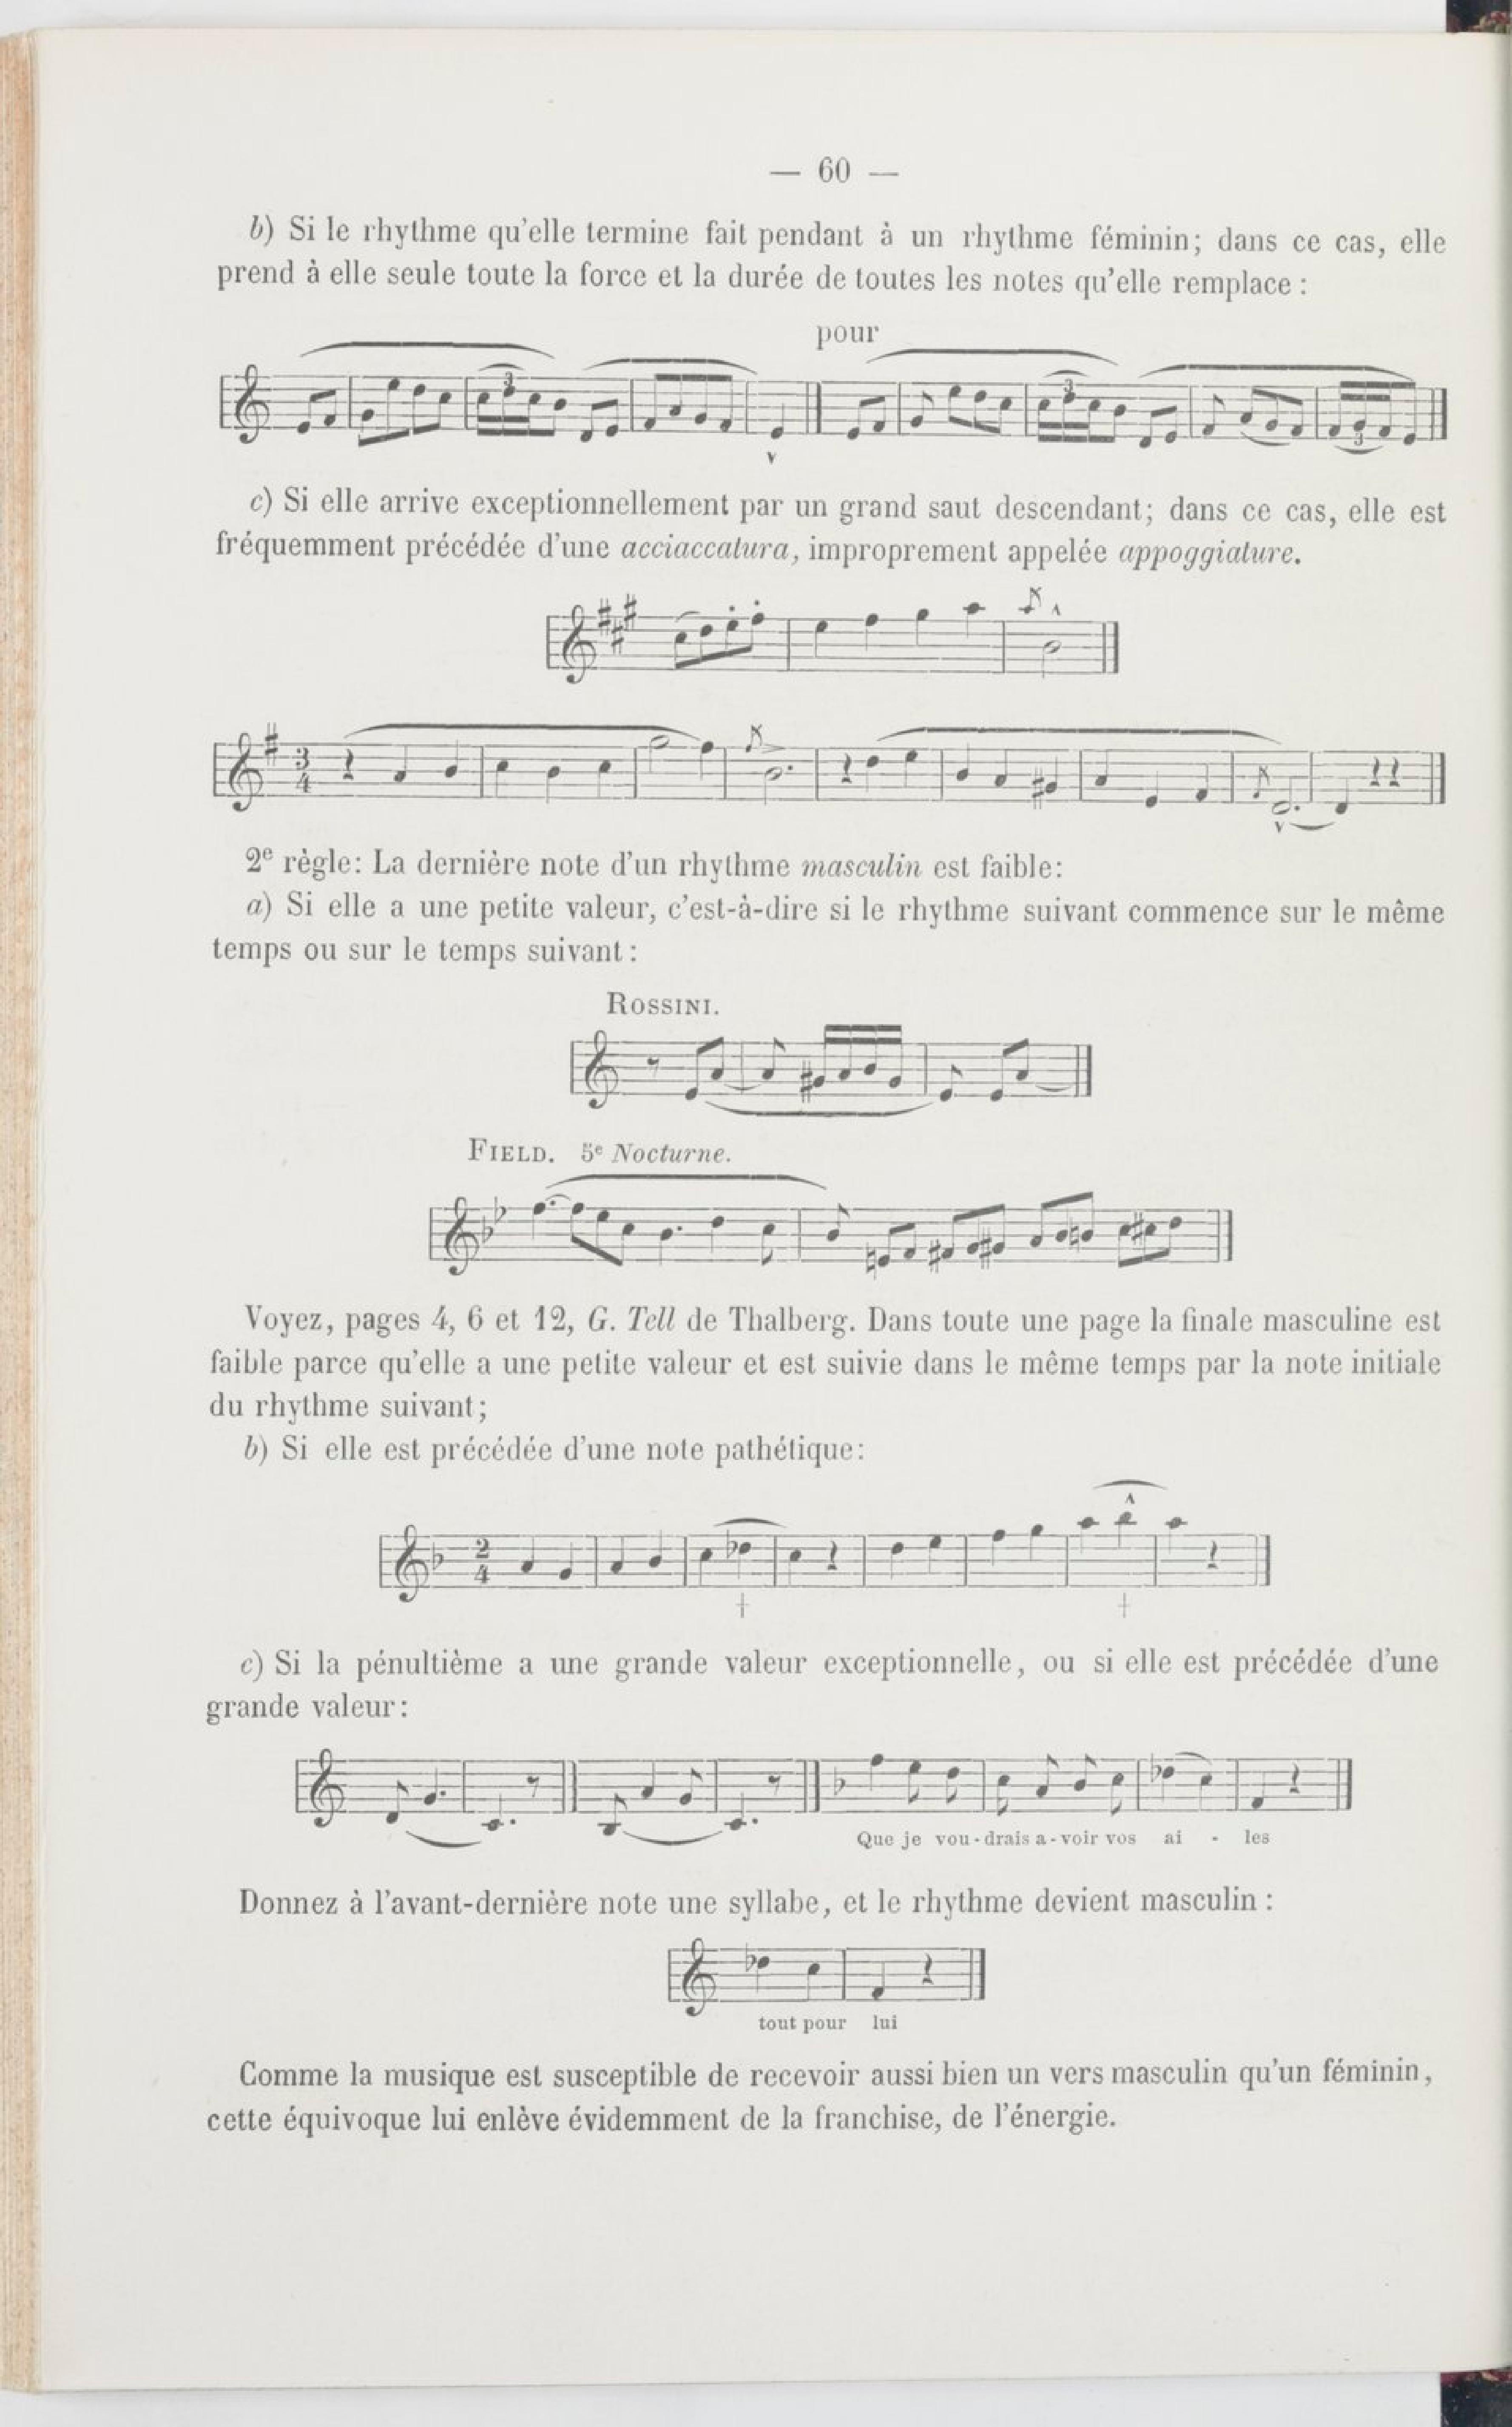 — 60 —
b) Si le rhythme qu'elle termine fait pendant à un rhythme féminin; dans ce cas, elle
prend à elle seule toute la force et la durée de toutes les notes qu'elle remplace :
pour
3
3
3
c) Si elle arrive exceptionnellement par un grand saut descendant; dans ce cas, elle est
fréquemment précédée d'une acciaccatura, improprement appelée appoggiature.
3
4
2e règle: La dernière note d'un rhythme masculin est faible:
a) Si elle a une petite valeur, c'est-à-dire si le rhythme suivant commence sur le même
temps ou sur le temps suivant :
ROSSINI.
FIELD. 5e Nocturne.
Voyez, pages 4, 6 et 12, G. Tell de Thalberg. Dans toute une page la finale masculine est
faible parce qu'elle a une petite valeur et est suivie dans le même temps par la note initiale
du rhythme suivant;
b) Si elle est précédée d'une note pathétique:
2
4
c) Si la pénultième a une grande valeur exceptionnelle, ou si elle est précédée d'une
grande valeur:
Que je vou-drais a-voir vos ai - les
Donnez à l'avant-dernière note une syllabe, et le rhythme devient masculin :
tout pour lui
Comme la musique est susceptible de recevoir aussi bien un vers masculin qu'un féminin,
cette équivoque lui enlève évidemment de la franchise, de l'énergie.